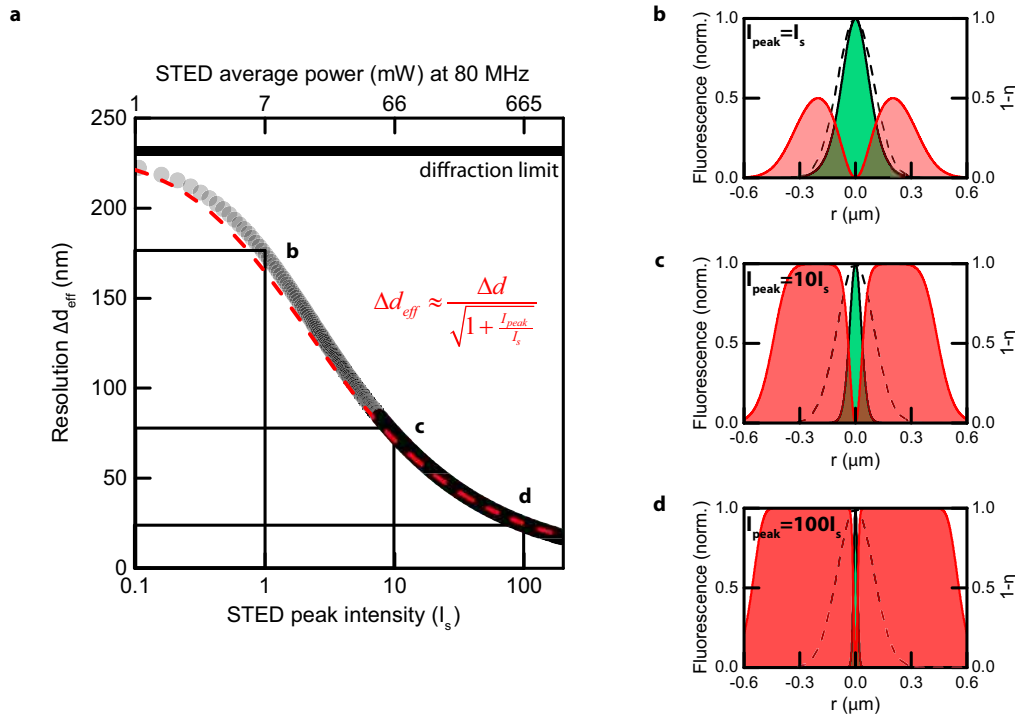 a
STED average power (mW) at 80 MHz
1 7 66 665
250
200
150
100
50
0
Resolution Δd_eff (nm)
diffraction limit
b
c
d
Δd_eff ≈ Δd / √(1 + I_peak / I_s)
0.1 1 10 100
STED peak intensity (I_s)
b
I_peak=I_s
1.0 1.0
0.5 0.5
0.0 0.0
Fluorescence (norm.)
1-η
-0.6 -0.3 0.0 0.3 0.6
r (µm)
c
I_peak=10I_s
1.0 1.0
0.5 0.5
0.0 0.0
Fluorescence (norm.)
1-η
-0.6 -0.3 0.0 0.3 0.6
r (µm)
d
I_peak=100I_s
1.0 1.0
0.5 0.5
0.0 0.0
Fluorescence (norm.)
1-η
-0.6 -0.3 0.0 0.3 0.6
r (µm)